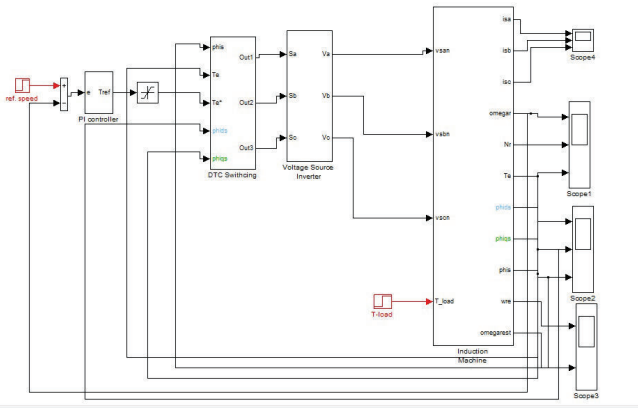 ref. speed
+
−
e
Tref
PI controller
phis
Te
Te*
phids
phiqs
Out1
Out2
Out3
DTC Swithcing
Sa
Sb
Sc
Va
Vb
Vc
Voltage Source
Inverter
vsan
vsbn
vscn
T_load
T-load
isa
isb
isc
omegar
Nr
Te
phids
phiqs
phis
wre
omegarest
Induction
Machine
Scope4
Scope1
Scope2
Scope3